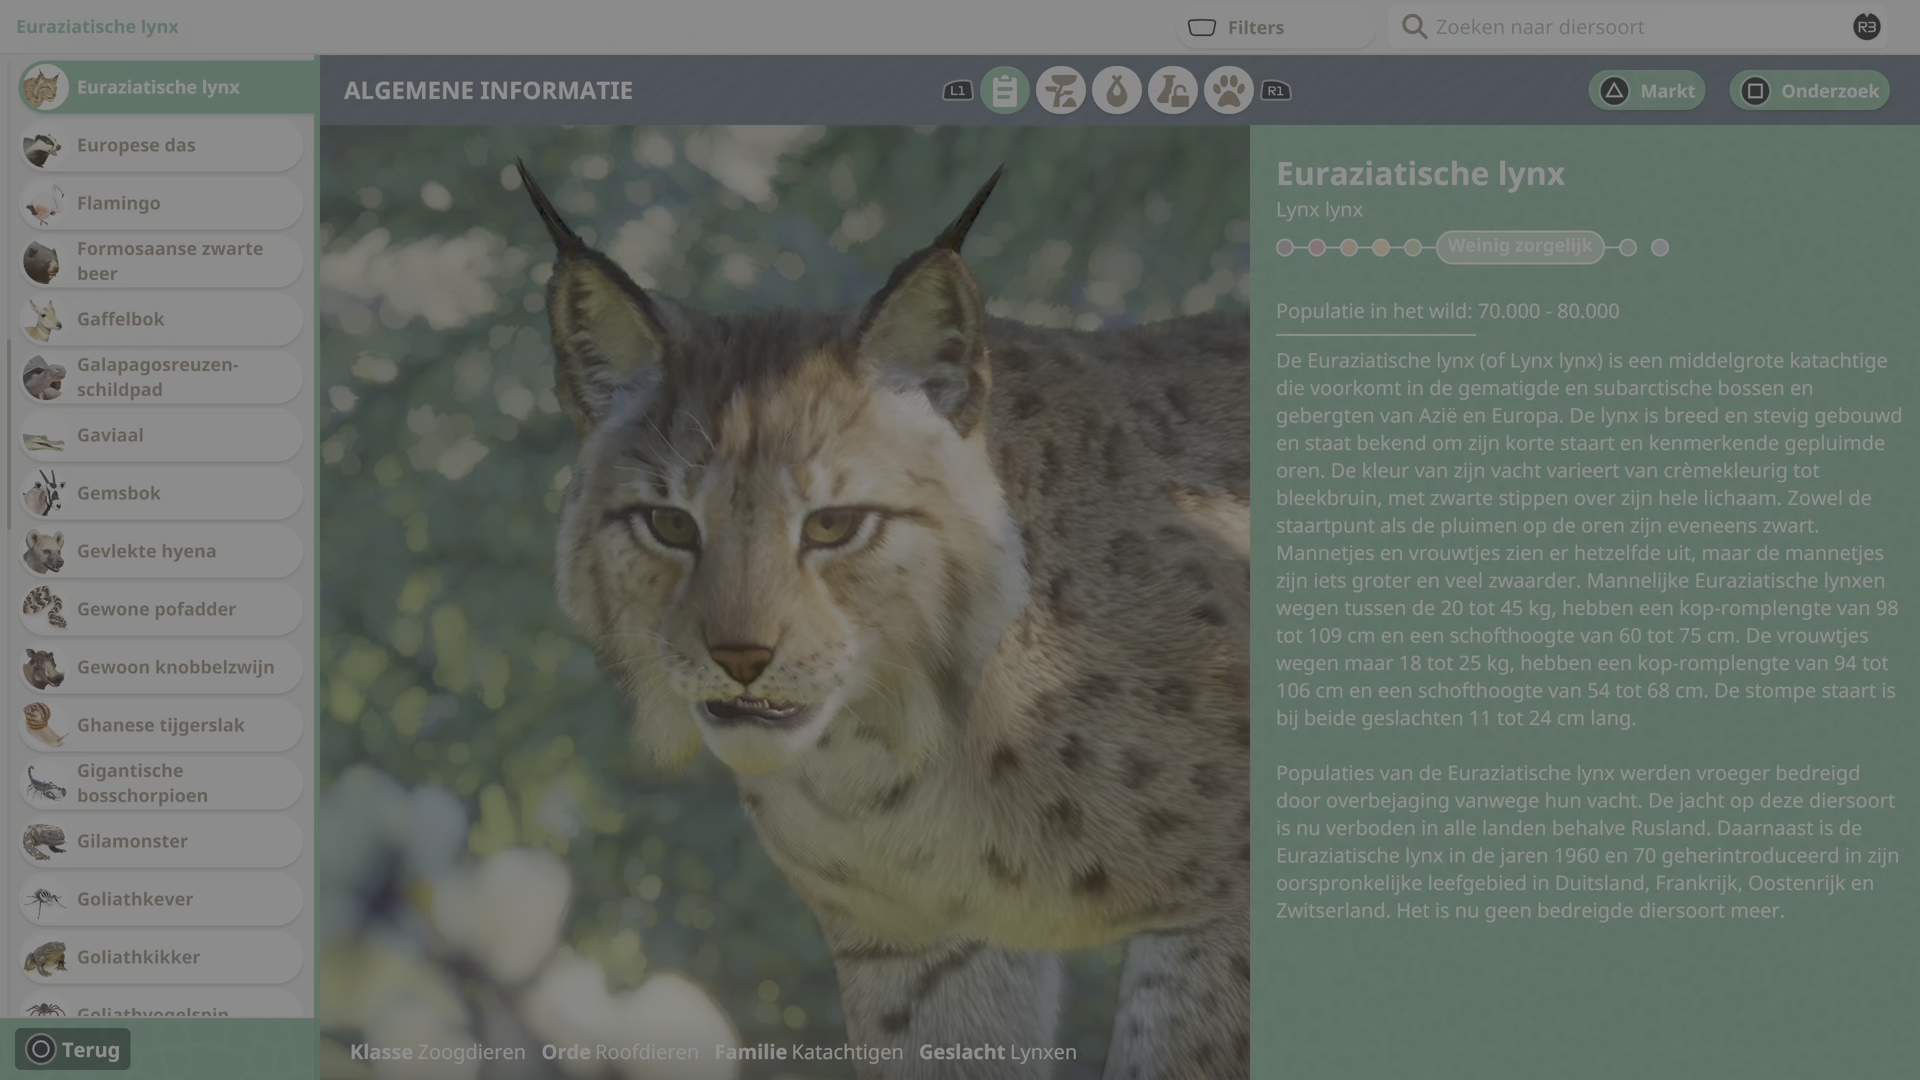 Euraziatische lynx
Filters
Zoeken naar diersoort
R3
Euraziatische lynx
Europese das
Flamingo
Formosaanse zwarte
beer
Gaffelbok
Galapagosreuzen-
schildpad
Gaviaal
Gemsbok
Gevlekte hyena
Gewone pofadder
Gewoon knobbelzwijn
Ghanese tijgerslak
Gigantische
bosschorpioen
Gilamonster
Goliathkever
Goliathkikker
Goliathvogelspin
Terug
ALGEMENE INFORMATIE
L1
R1
Markt
Onderzoek
Klasse Zoogdieren Orde Roofdieren Familie Katachtigen Geslacht Lynxen
Euraziatische lynx
Lynx lynx
Weinig zorgelijk
Populatie in het wild: 70.000 - 80.000
De Euraziatische lynx (of Lynx lynx) is een middelgrote katachtige
die voorkomt in de gematigde en subarctische bossen en
gebergten van Azië en Europa. De lynx is breed en stevig gebouwd
en staat bekend om zijn korte staart en kenmerkende gepluimde
oren. De kleur van zijn vacht varieert van crèmekleurig tot
bleekbruin, met zwarte stippen over zijn hele lichaam. Zowel de
staartpunt als de pluimen op de oren zijn eveneens zwart.
Mannetjes en vrouwtjes zien er hetzelfde uit, maar de mannetjes
zijn iets groter en veel zwaarder. Mannelijke Euraziatische lynxen
wegen tussen de 20 tot 45 kg, hebben een kop-romplengte van 98
tot 109 cm en een schofthoogte van 60 tot 75 cm. De vrouwtjes
wegen maar 18 tot 25 kg, hebben een kop-romplengte van 94 tot
106 cm en een schofthoogte van 54 tot 68 cm. De stompe staart is
bij beide geslachten 11 tot 24 cm lang.
Populaties van de Euraziatische lynx werden vroeger bedreigd
door overbejaging vanwege hun vacht. De jacht op deze diersoort
is nu verboden in alle landen behalve Rusland. Daarnaast is de
Euraziatische lynx in de jaren 1960 en 70 geherintroduceerd in zijn
oorspronkelijke leefgebied in Duitsland, Frankrijk, Oostenrijk en
Zwitserland. Het is nu geen bedreigde diersoort meer.